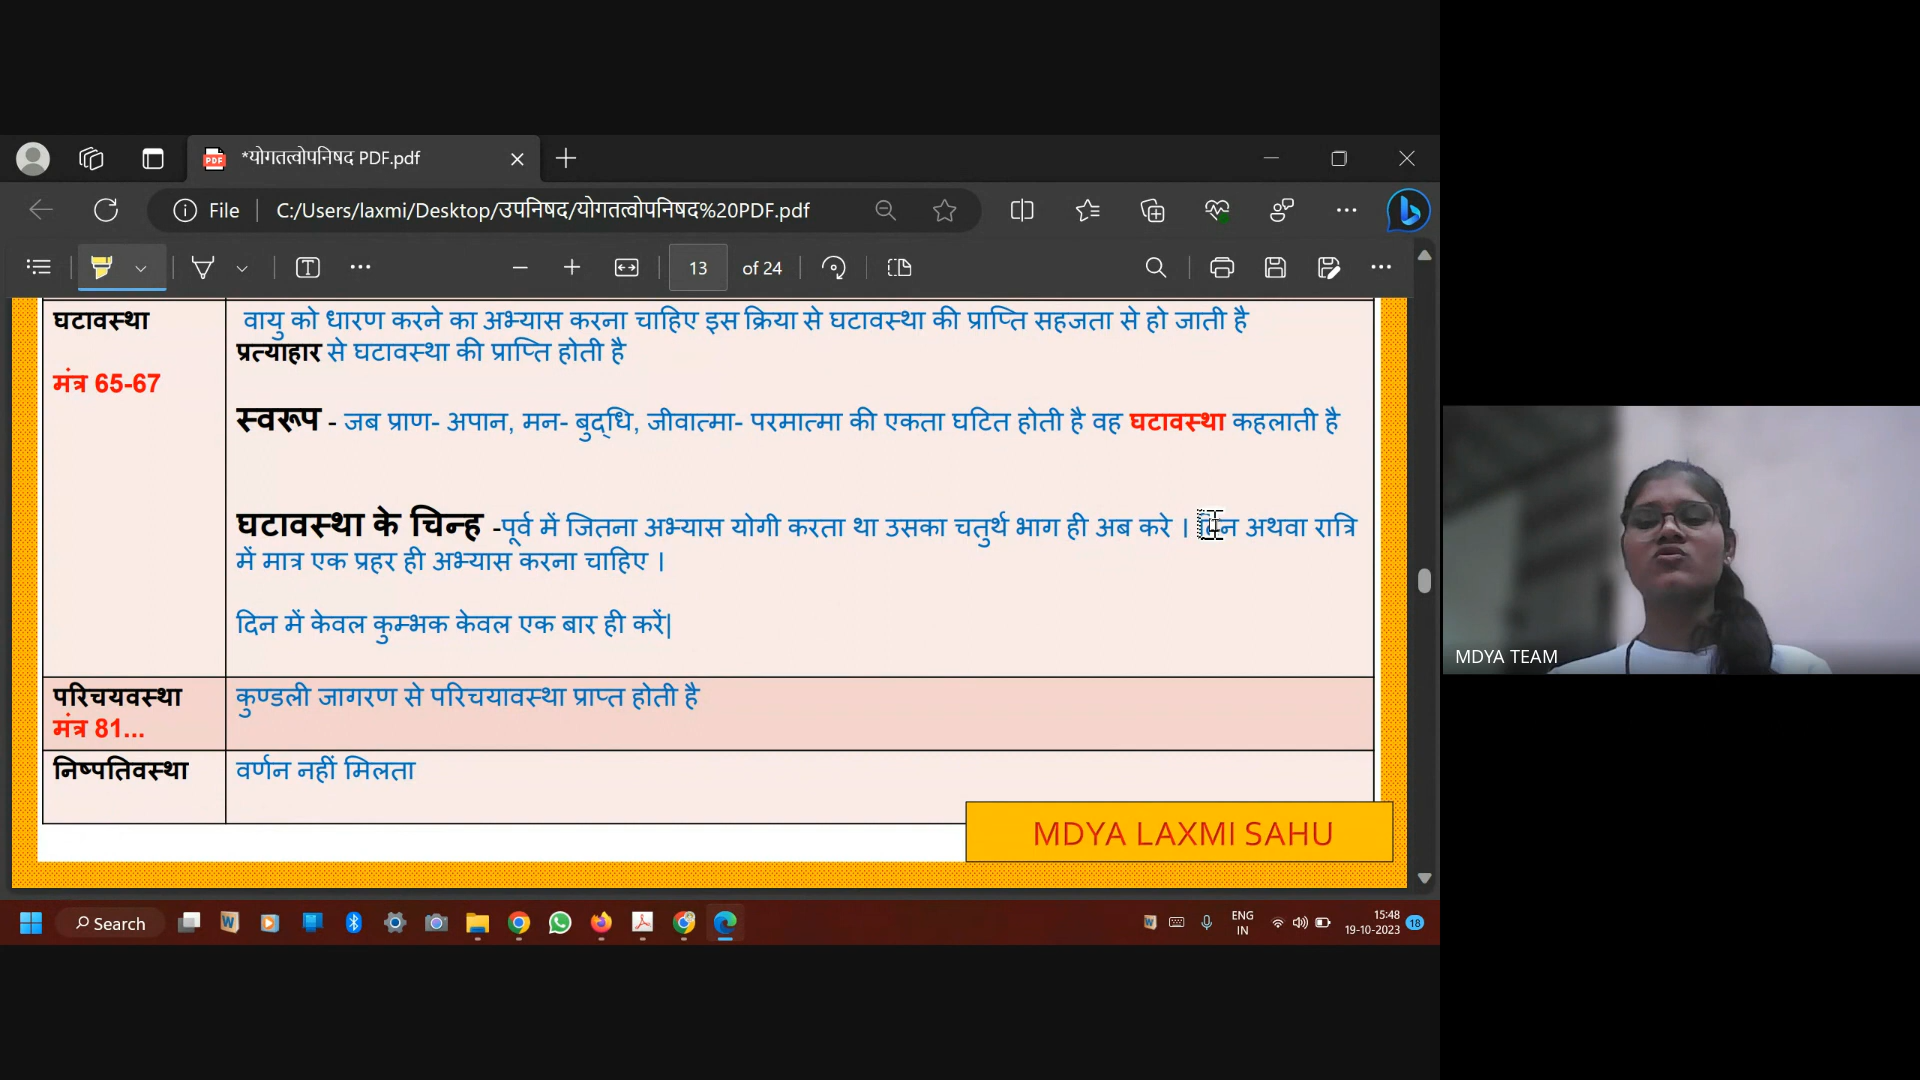 *योगतत्वोपनिषद PDF.pdf
File
C:/Users/laxmi/Desktop/उपनिषद/योगतत्वोपनिषद%20PDF.pdf
13 of 24
घटावस्था
मंत्र 65-67
वायु को धारण करने का अभ्यास करना चाहिए इस क्रिया से घटावस्था की प्राप्ति सहजता से हो जाती है
प्रत्याहार से घटावस्था की प्राप्ति होती है
स्वरूप - जब प्राण- अपान, मन- बुद्धि, जीवात्मा- परमात्मा की एकता घटित होती है वह घटावस्था कहलाती है
घटावस्था के चिन्ह -पूर्व में जितना अभ्यास योगी करता था उसका चतुर्थ भाग ही अब करे । दिन अथवा रात्रि
में मात्र एक प्रहर ही अभ्यास करना चाहिए ।
दिन में केवल कुम्भक केवल एक बार ही करें|
परिचयवस्था
मंत्र 81...
कुण्डली जागरण से परिचयावस्था प्राप्त होती है
निष्पतिवस्था
वर्णन नहीं मिलता
MDYA LAXMI SAHU
MDYA TEAM
Search
ENG
IN
15:48
19-10-2023
18